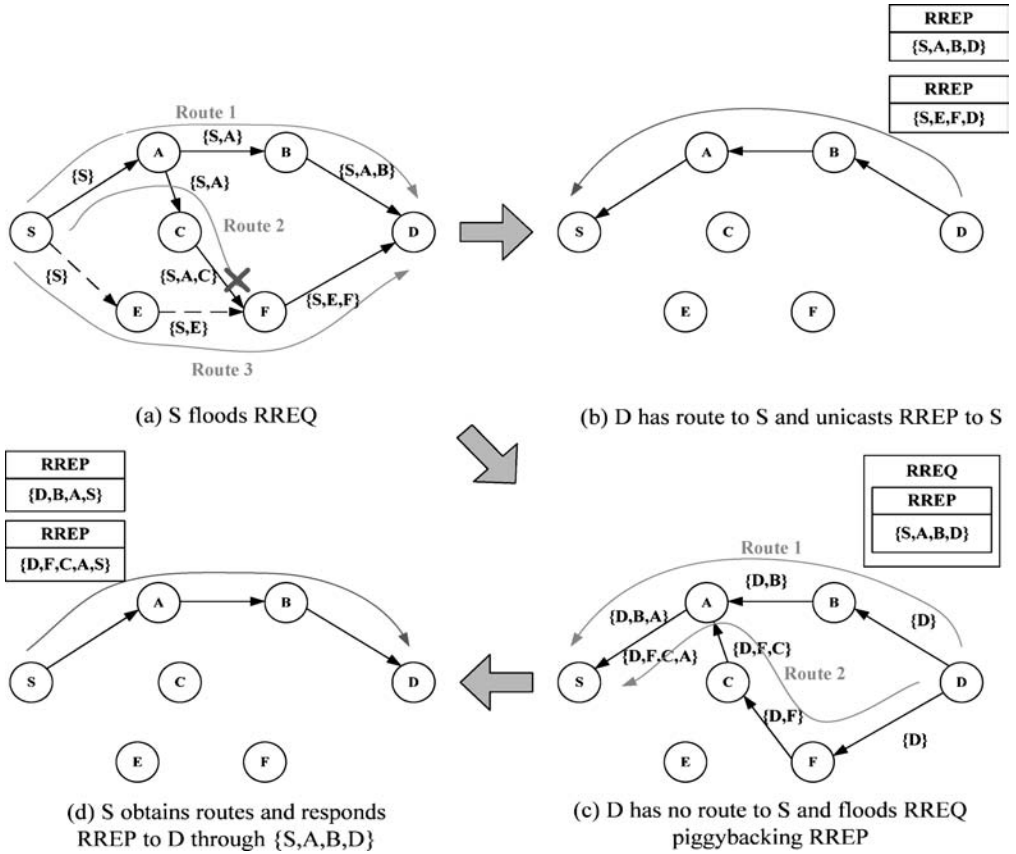 Route 1
{S,A}
A
B
{S}
{S,A}
{S,A,B}
S
Route 2
C
D
{S}
{S,A,C}
E
{S,E}
F
{S,E,F}
Route 3
(a) S floods RREQ
RREP
{S,A,B,D}
RREP
{S,E,F,D}
A
B
S
C
D
E
F
(b) D has route to S and unicasts RREP to S
RREP
{D,B,A,S}
RREP
{D,F,C,A,S}
A
B
S
C
D
E
F
(d) S obtains routes and responds
RREP to D through {S,A,B,D}
RREQ
RREP
{S,A,B,D}
Route 1
{D,B}
A
B
{D,B,A}
{D}
{D,F,C,A}
{D,F,C}
Route 2
S
C
D
{D,F}
{D}
E
F
(c) D has no route to S and floods RREQ
piggybacking RREP